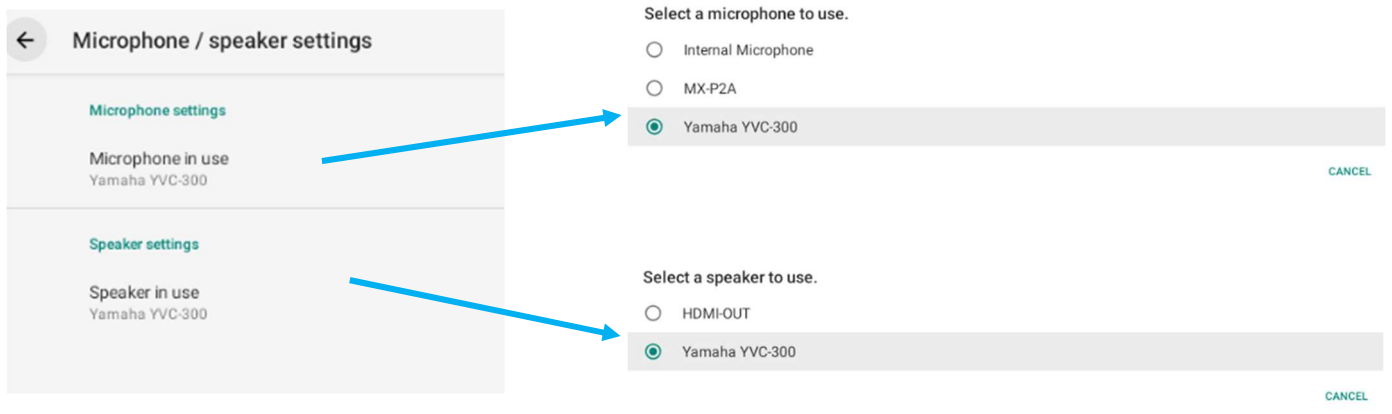 Microphone / speaker settings
Microphone settings
Microphone in use
Yamaha YVC-300
Speaker settings
Speaker in use
Yamaha YVC-300
Select a microphone to use.
Internal Microphone
MX-P2A
Yamaha YVC-300
CANCEL
Select a speaker to use.
HDMI-OUT
Yamaha YVC-300
CANCEL